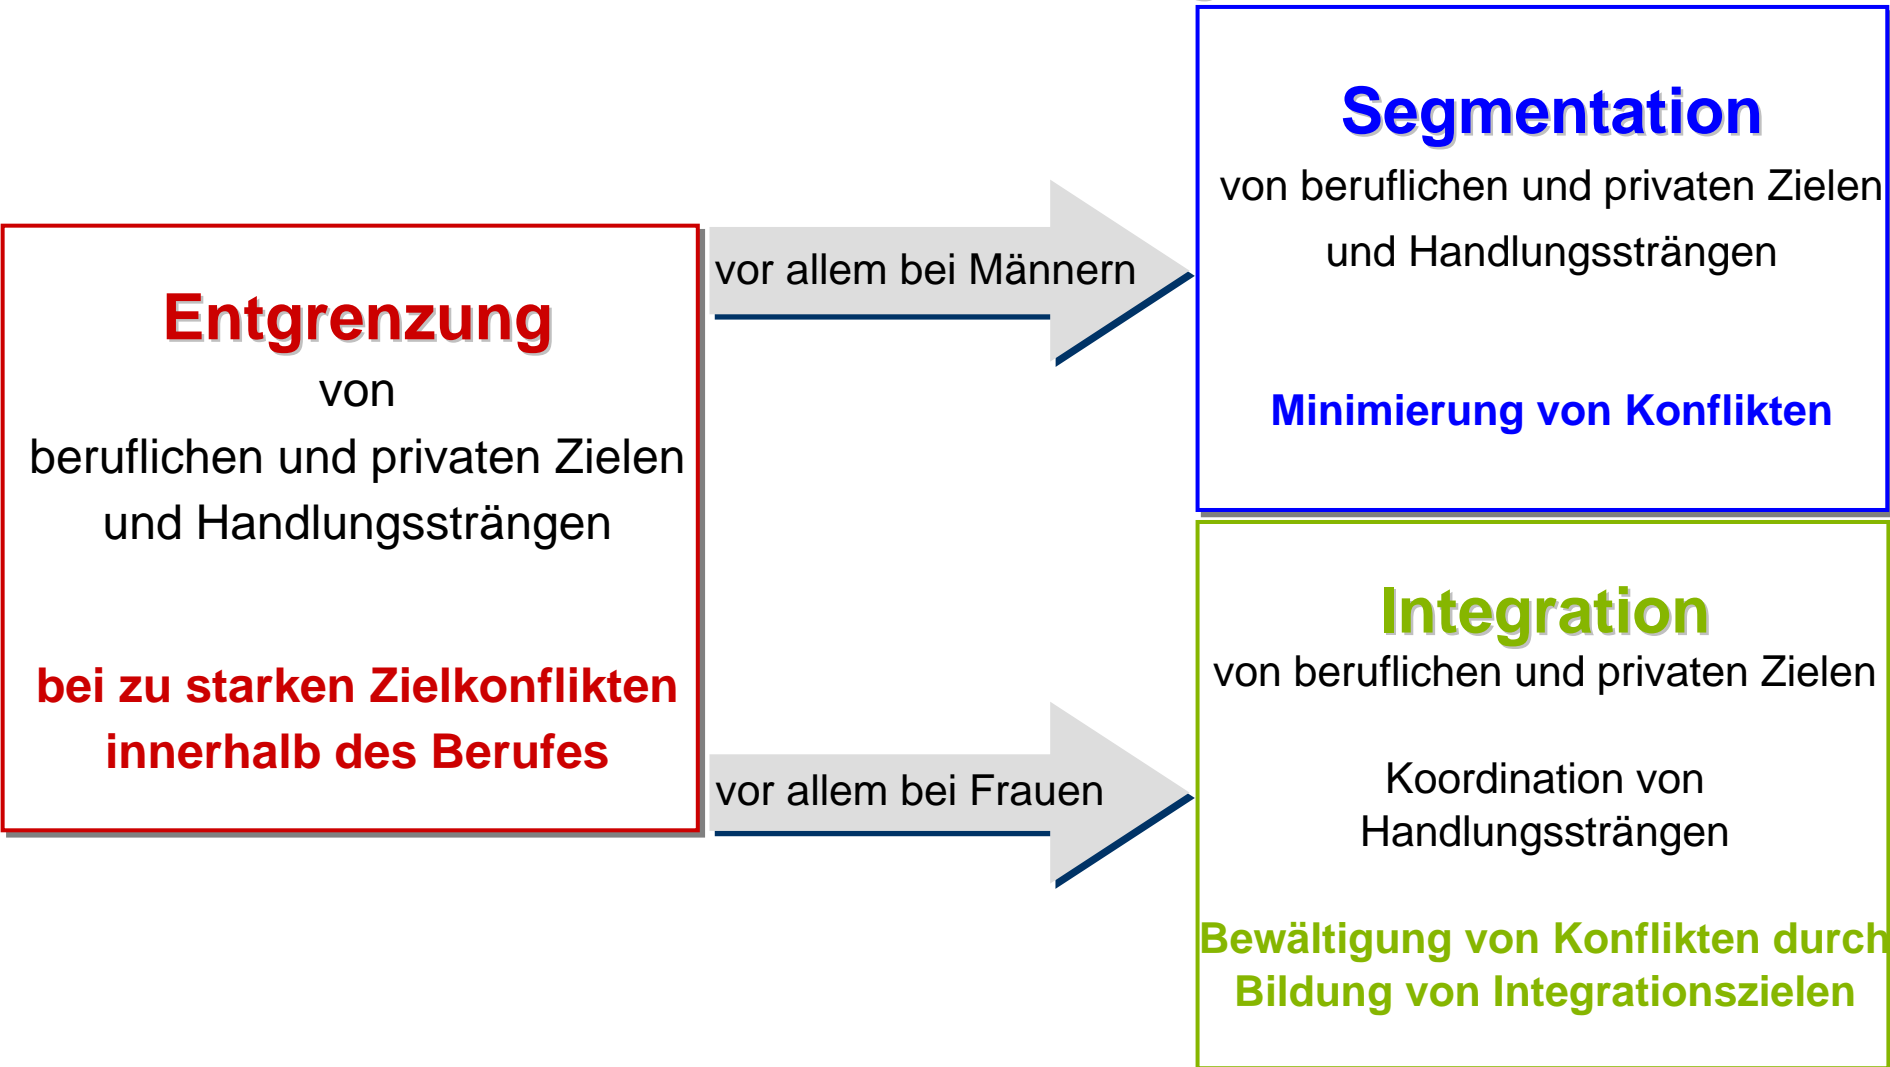 Entgrenzung
von
beruflichen und privaten Zielen
und Handlungssträngen
bei zu starken Zielkonflikten
innerhalb des Berufes
vor allem bei Männern
vor allem bei Frauen
Segmentation
von beruflichen und privaten Zielen
und Handlungssträngen
Minimierung von Konflikten
Integration
von beruflichen und privaten Zielen
Koordination von
Handlungssträngen
Bewältigung von Konflikten durch
Bildung von Integrationszielen